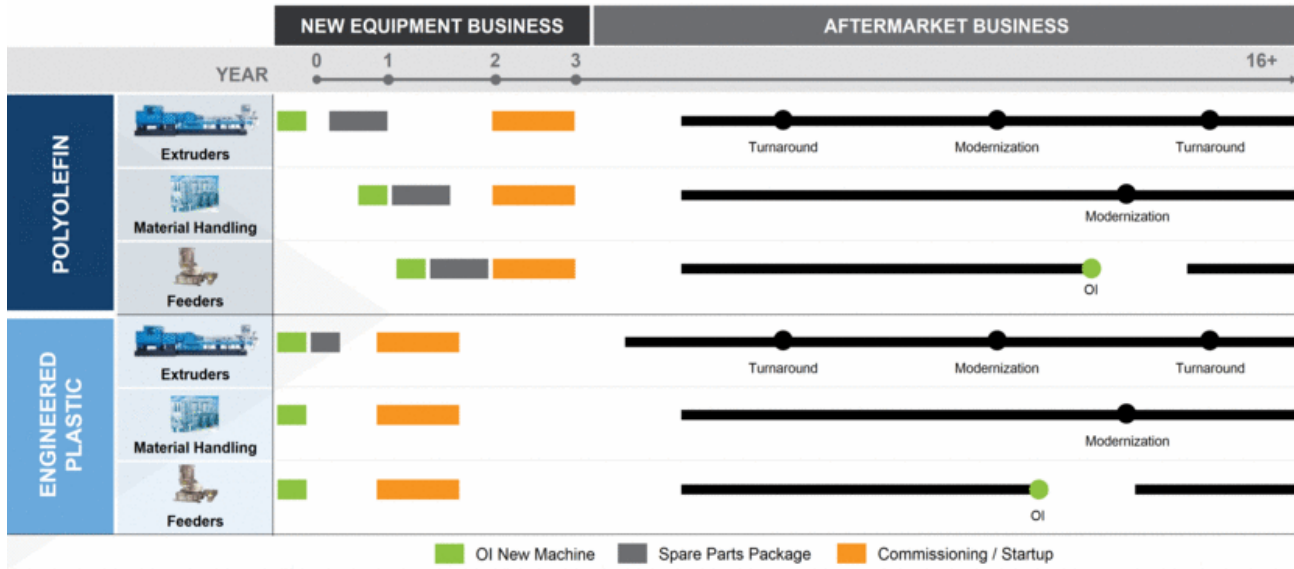 NEW EQUIPMENT BUSINESS AFTERMARKET BUSINESS
YEAR 0 1 2 3 16+
POLYOLEFIN
Extruders
Turnaround Modernization Turnaround
Material Handling
Modernization
Feeders
OI
ENGINEERED
PLASTIC
Extruders
Turnaround Modernization Turnaround
Material Handling
Modernization
Feeders
OI
OI New Machine Spare Parts Package Commissioning / Startup